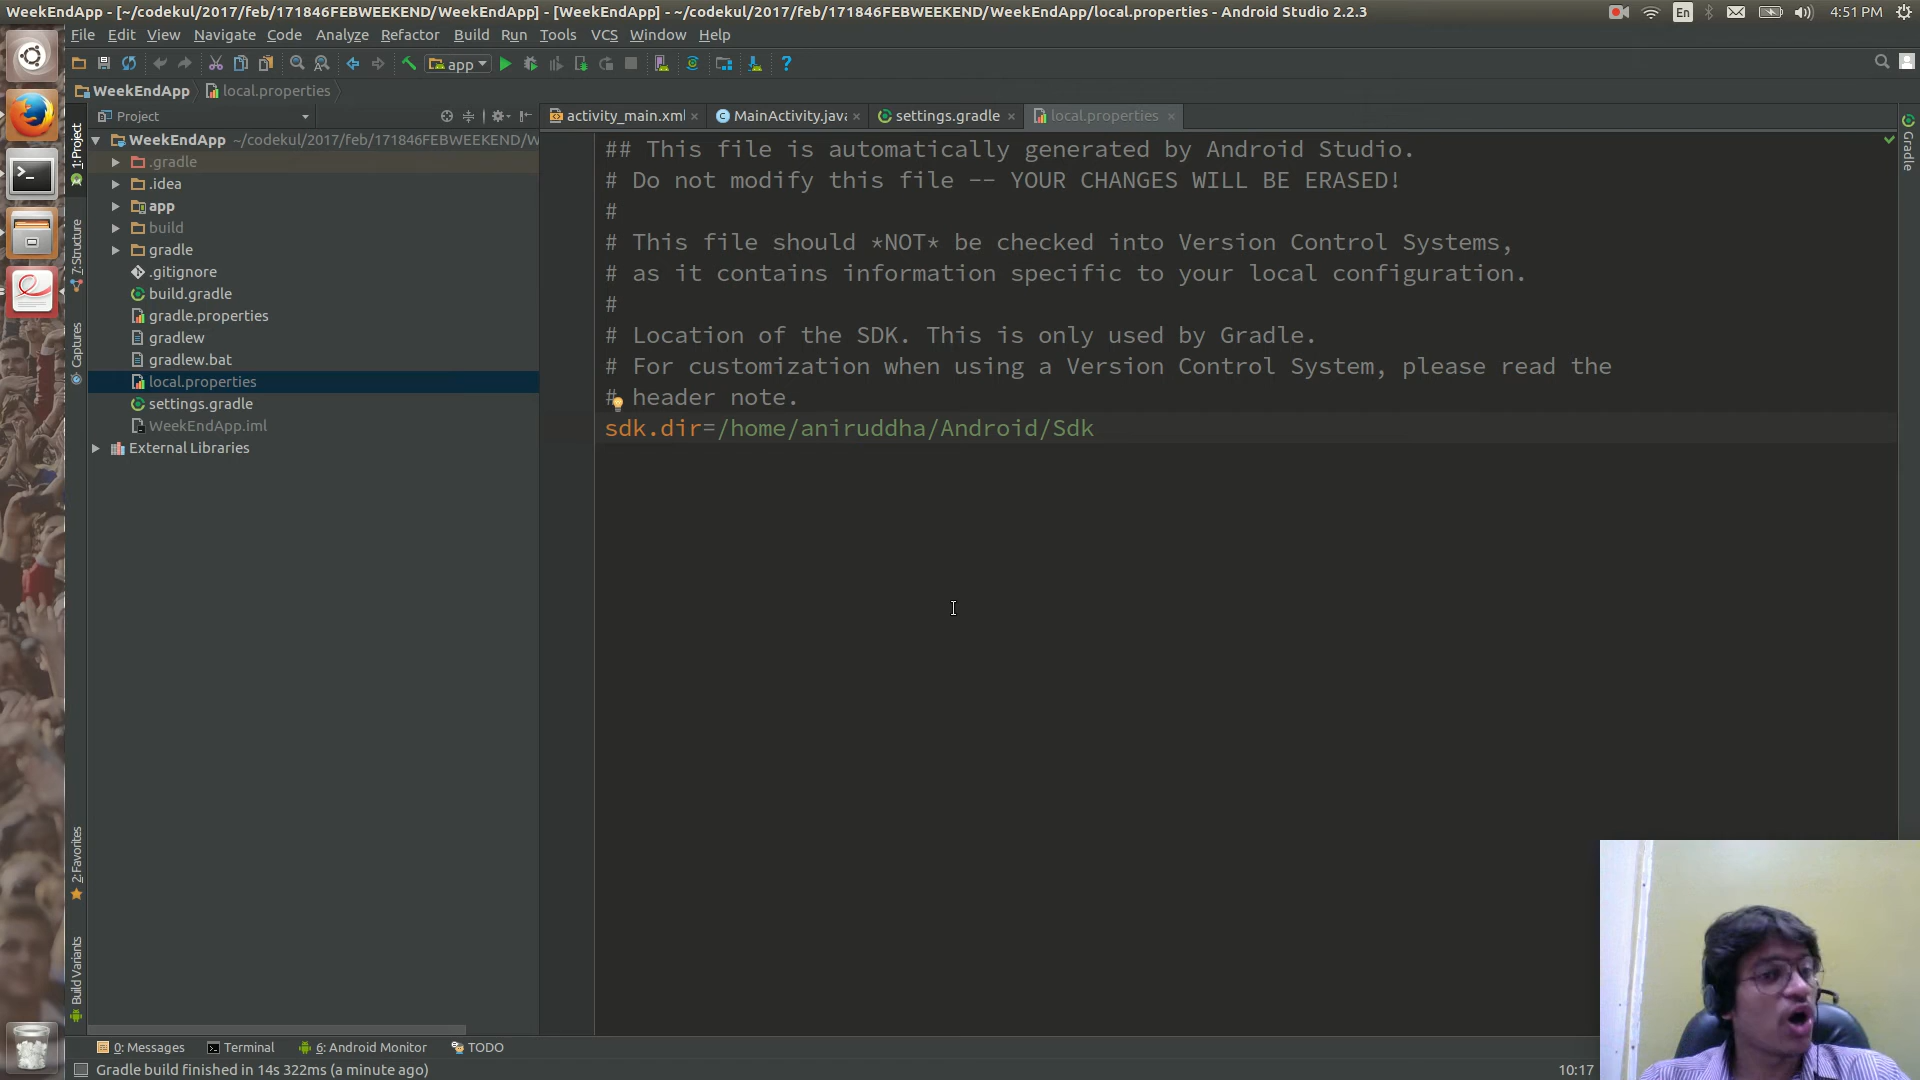 WeekEndApp - [~/codekul/2017/feb/171846FEBWEEKEND/WeekEndApp] - [WeekEndApp] - ~/codekul/2017/feb/171846FEBWEEKEND/WeekEndApp/local.properties - Android Studio 2.2.3
En
4:51 PM
File Edit View Navigate Code Analyze Refactor Build Run Tools VCS Window Help
app
WeekEndApp local.properties
Project
activity_main.xml
MainActivity.java
settings.gradle
local.properties
1: Project
7: Structure
Captures
2: Favorites
Build Variants
WeekEndApp ~/codekul/2017/feb/171846FEBWEEKEND/W
.gradle
.idea
app
build
gradle
.gitignore
build.gradle
gradle.properties
gradlew
gradlew.bat
local.properties
settings.gradle
WeekEndApp.iml
External Libraries
## This file is automatically generated by Android Studio.
# Do not modify this file -- YOUR CHANGES WILL BE ERASED!
#
# This file should *NOT* be checked into Version Control Systems,
# as it contains information specific to your local configuration.
#
# Location of the SDK. This is only used by Gradle.
# For customization when using a Version Control System, please read the
# header note.
sdk.dir=/home/aniruddha/Android/Sdk
Gradle
0: Messages Terminal 6: Android Monitor TODO
Gradle build finished in 14s 322ms (a minute ago)
10:17